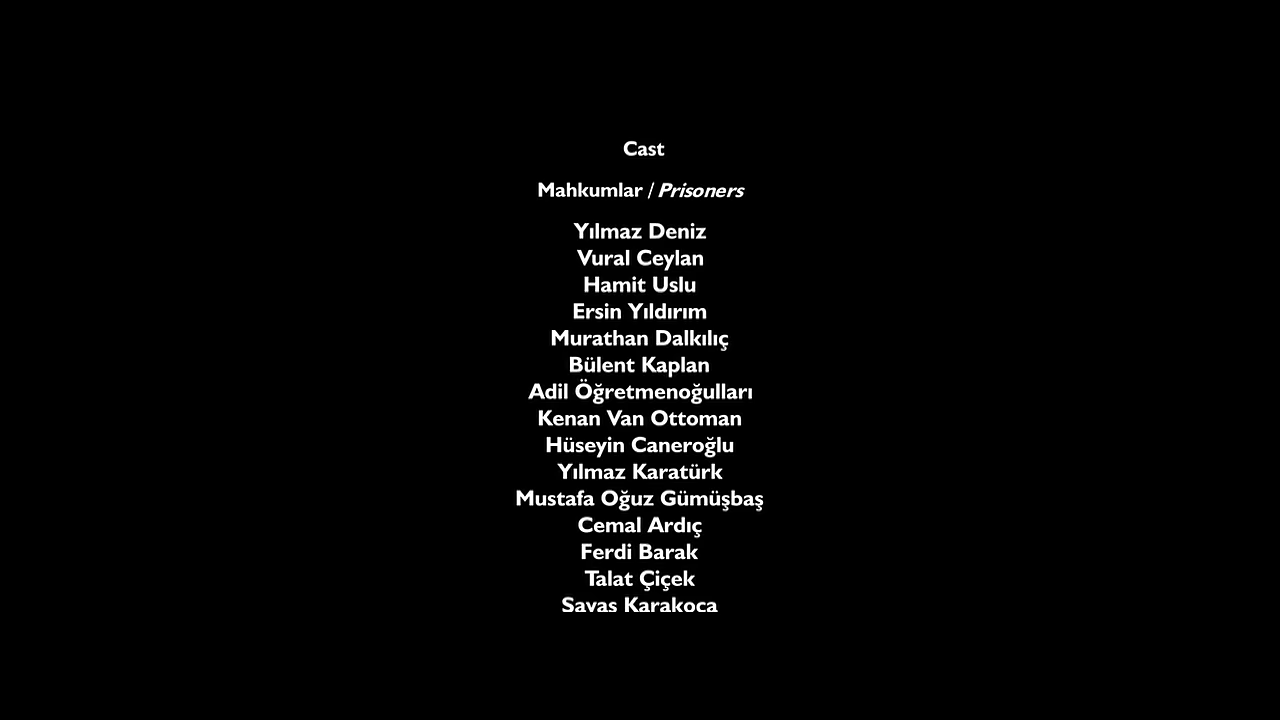 Cast
Mahkumlar / Prisoners
Yılmaz Deniz
Vural Ceylan
Hamit Uslu
Ersin Yıldırım
Murathan Dalkılıç
Bülent Kaplan
Adil Öğretmenoğulları
Kenan Van Ottoman
Hüseyin Caneroğlu
Yılmaz Karatürk
Mustafa Oğuz Gümüşbaş
Cemal Ardıç
Ferdi Barak
Talat Çiçek
Savas Karakoca